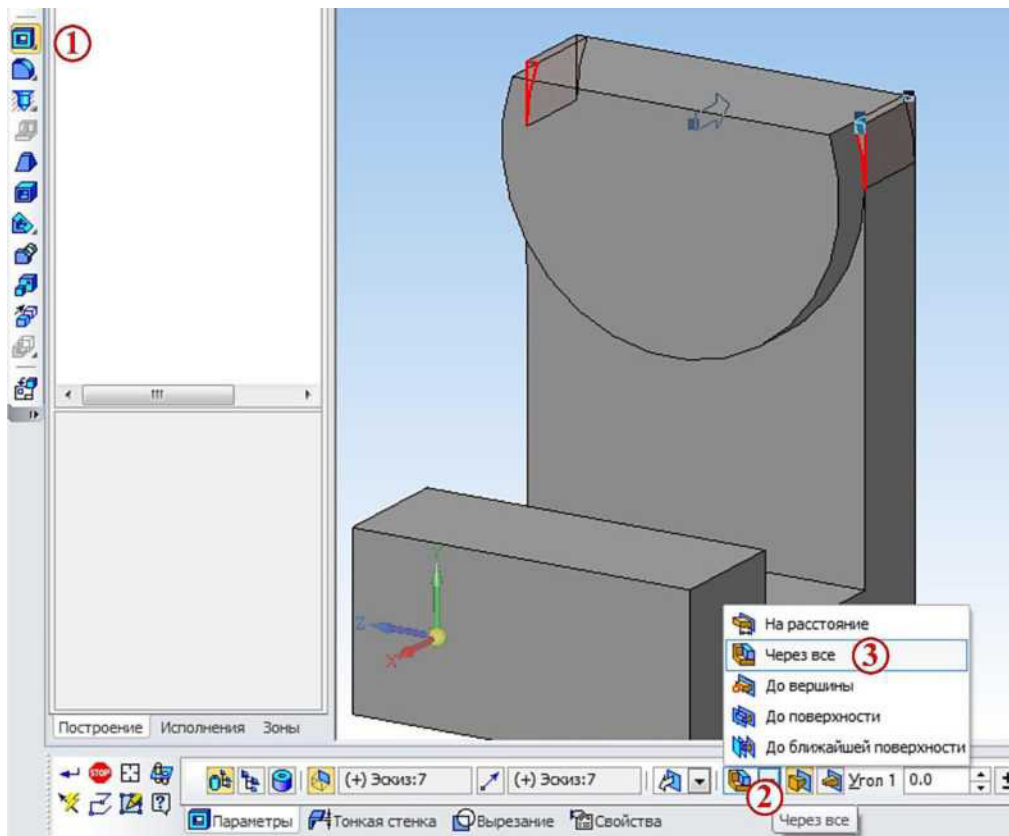 1
На расстояние
Через все 3
До вершины
До поверхности
До ближайшей поверхности
Y
Z
X
Построение Исполнения Зоны
STOP (+) Эскиз:7 (+) Эскиз:7 Угол 1 0.0
2
Параметры Тонкая стенка Вырезание Свойства Через все